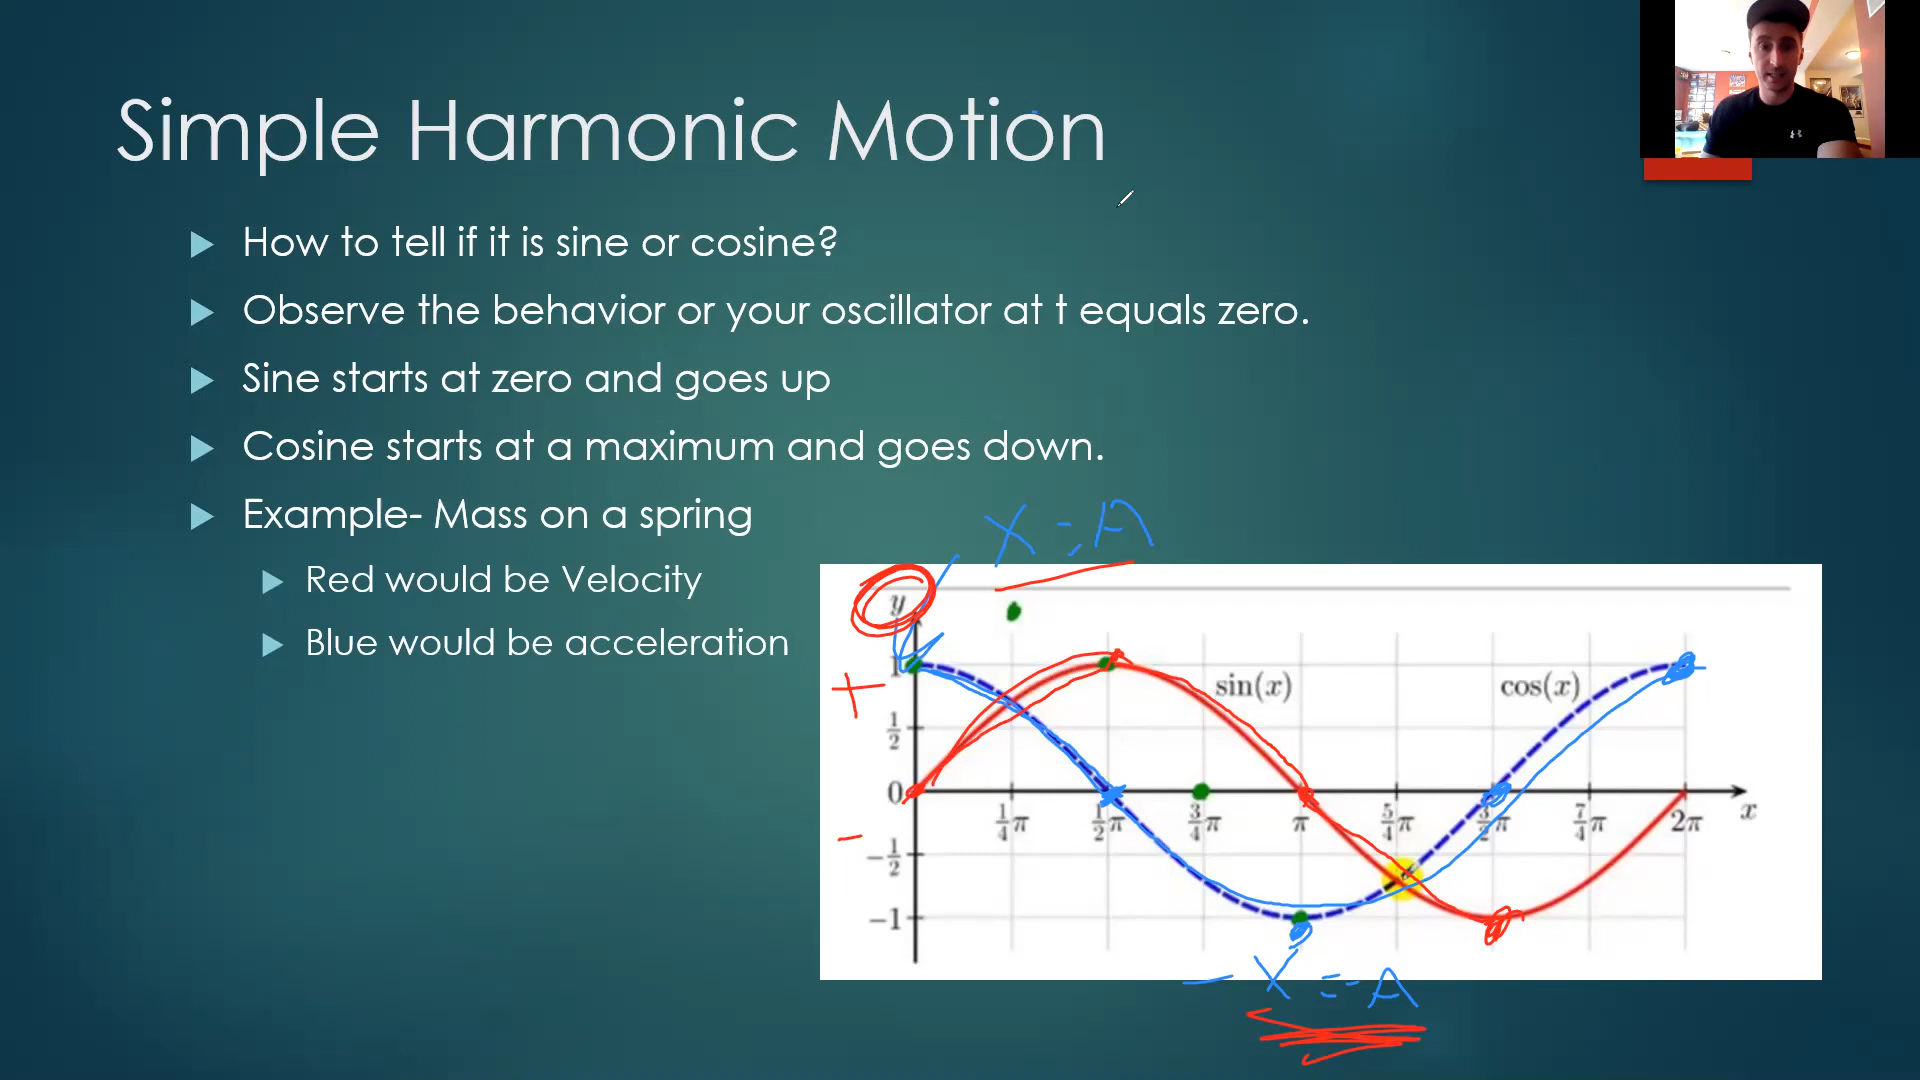 Simple Harmonic Motion
How to tell if it is sine or cosine?
Observe the behavior or your oscillator at t equals zero.
Sine starts at zero and goes up
Cosine starts at a maximum and goes down.
Example- Mass on a spring
Red would be Velocity
Blue would be acceleration
X = A
y
1
+
sin(x)
cos(x)
1/2
0
1/4 π
1/2 π
3/4 π
π
5/4 π
3/2 π
7/4 π
2π
x
-
-1/2
-1
- X = A